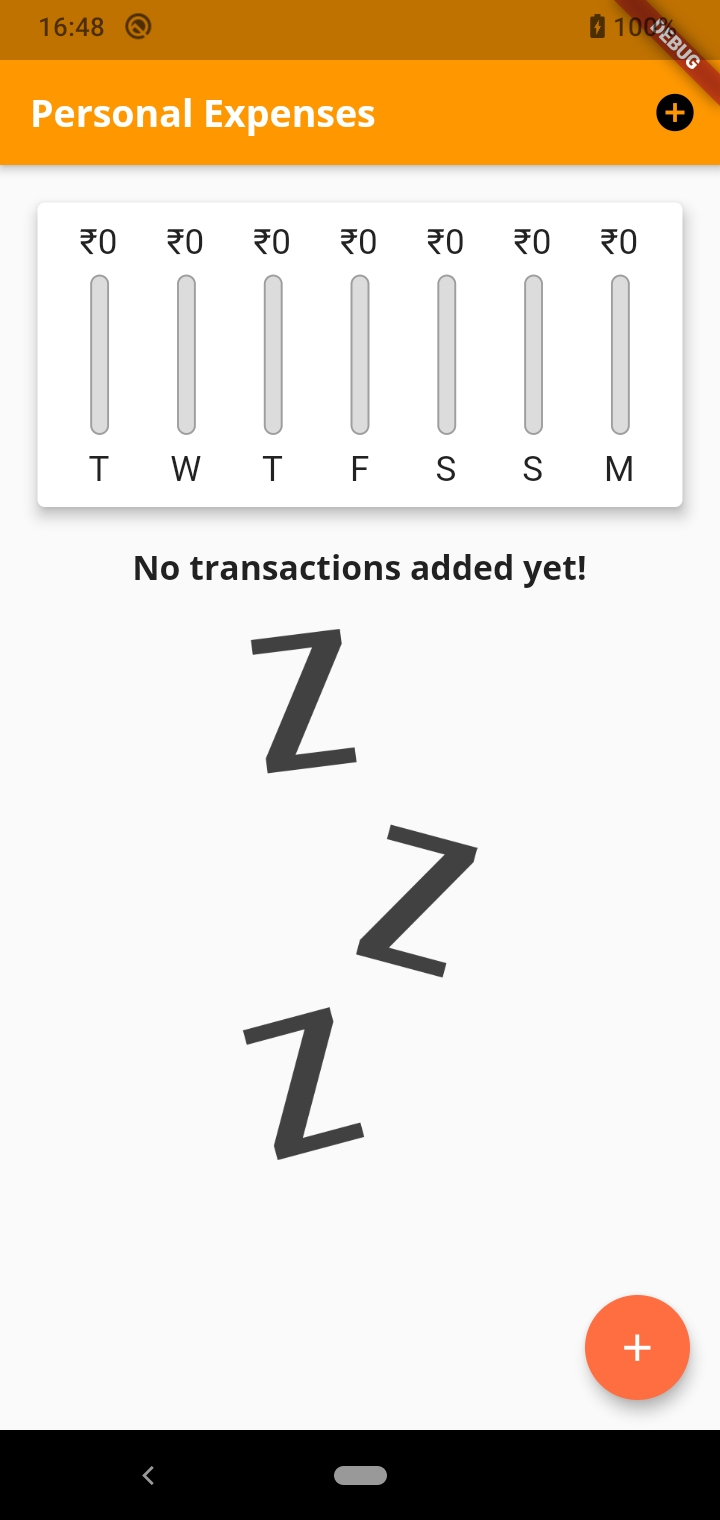 16:48 100%
DEBUG
Personal Expenses
₹0 ₹0 ₹0 ₹0 ₹0 ₹0 ₹0
T W T F S S M
No transactions added yet!
Z
Z
Z